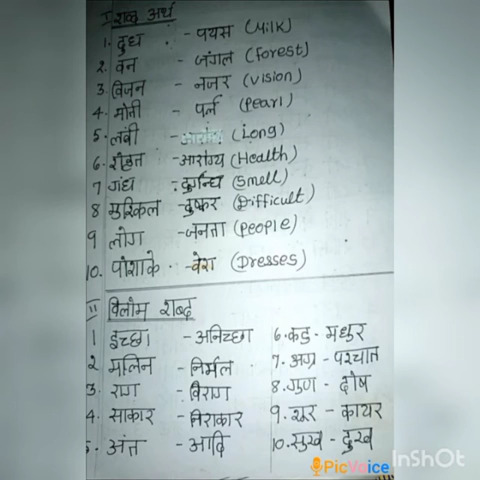 I शब्द अर्थ
1. दुध - पयस (Milk)
2. वन - जंगल (forest)
3. विजन - नजर (vision)
4. मोती - पर्ल (Pearl)
5. लंबी - (Long)
6. - आरोग्य (Health)
7 गंध - दुर्गन्ध (Smell)
8 मुश्किल - दुष्कर (Difficult)
9 लोग - जनता (People)
10. पोशाके - वेश (Dresses)
II विलोम शब्द
1 इच्छा - अनिच्छा 6. कटु - मधुर
2 मलिन - निर्मल 7. अग्र - पश्चात
3. राग - विराग 8. गुण - दोष
4. साकार - निराकार 9. शूर - कायर
5. अंत - आदि 10. सुख - दुख
PicVoice InShOt